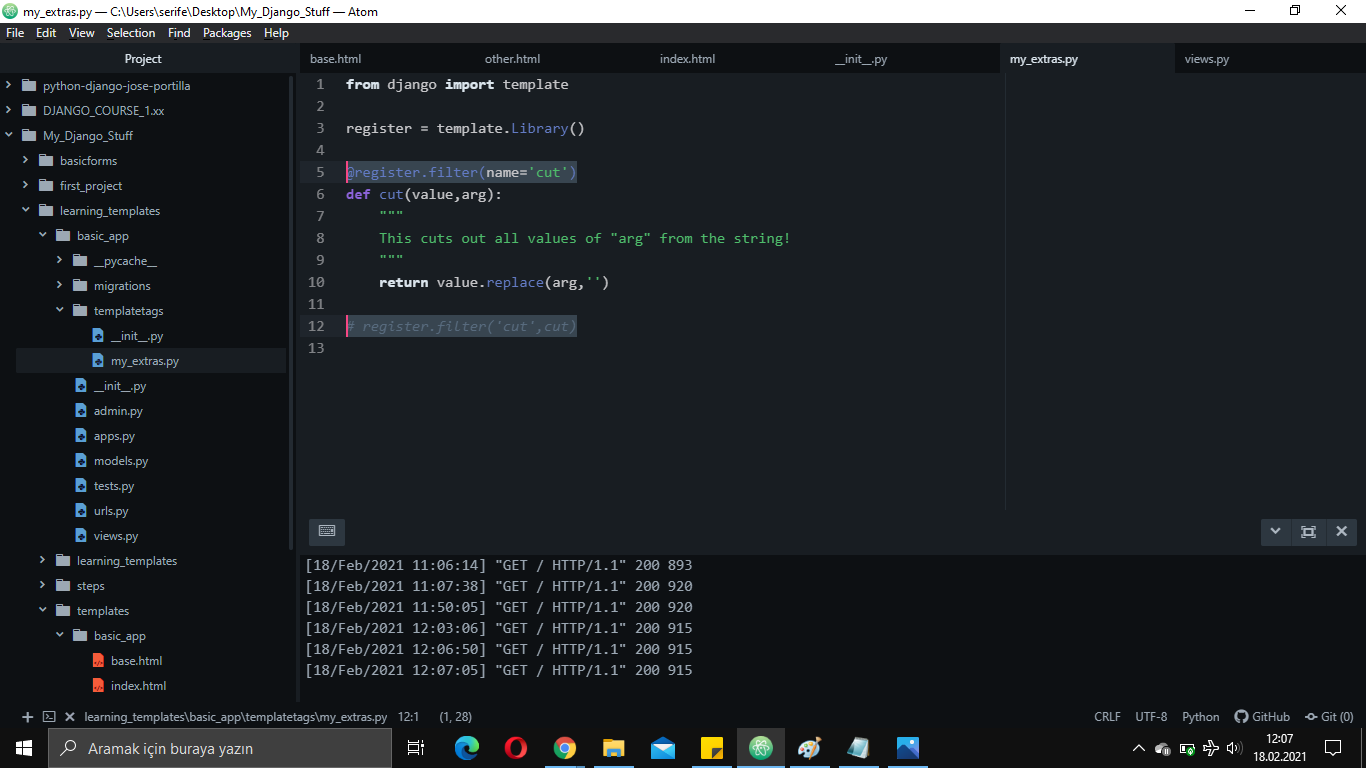 my_extras.py — C:\Users\serife\Desktop\My_Django_Stuff — Atom
File Edit View Selection Find Packages Help
Project
python-django-jose-portilla
DJANGO_COURSE_1.xx
My_Django_Stuff
basicforms
first_project
learning_templates
basic_app
__pycache__
migrations
templatetags
__init__.py
my_extras.py
__init__.py
admin.py
apps.py
models.py
tests.py
urls.py
views.py
learning_templates
steps
templates
basic_app
base.html
index.html
base.html other.html index.html __init__.py my_extras.py views.py
1 from django import template
2
3 register = template.Library()
4
5 @register.filter(name='cut')
6 def cut(value,arg):
7 """
8 This cuts out all values of "arg" from the string!
9 """
10 return value.replace(arg,'')
11
12 # register.filter('cut',cut)
13
[18/Feb/2021 11:06:14] "GET / HTTP/1.1" 200 893
[18/Feb/2021 11:07:38] "GET / HTTP/1.1" 200 920
[18/Feb/2021 11:50:05] "GET / HTTP/1.1" 200 920
[18/Feb/2021 12:03:06] "GET / HTTP/1.1" 200 915
[18/Feb/2021 12:06:50] "GET / HTTP/1.1" 200 915
[18/Feb/2021 12:07:05] "GET / HTTP/1.1" 200 915
learning_templates\basic_app\templatetags\my_extras.py 12:1 (1, 28) CRLF UTF-8 Python GitHub Git (0)
Aramak için buraya yazın
12:07
18.02.2021